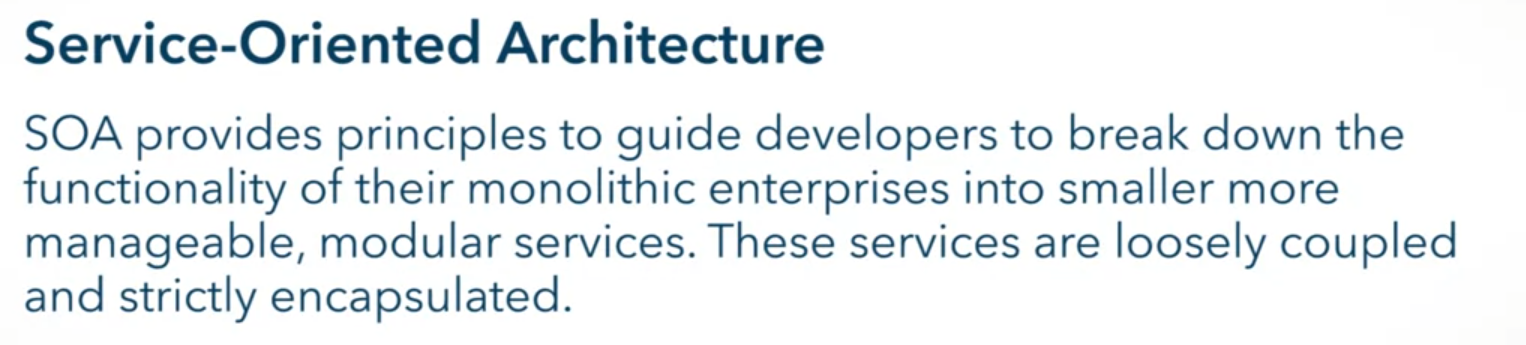 Service-Oriented Architecture
SOA provides principles to guide developers to break down the
functionality of their monolithic enterprises into smaller more
manageable, modular services. These services are loosely coupled
and strictly encapsulated.